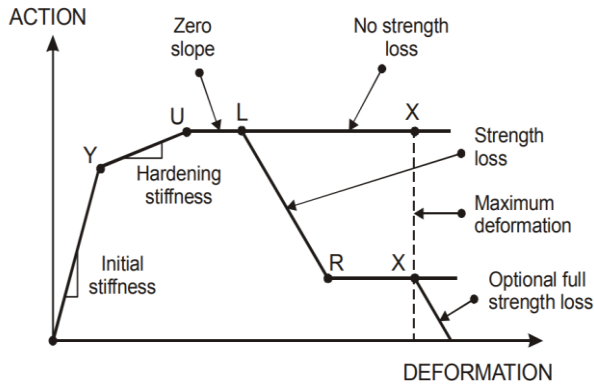 ACTION
Zero
slope
No strength
loss
U
L
X
Y
Strength
loss
Hardening
stiffness
Maximum
deformation
Initial
stiffness
R
X
Optional full
strength loss
DEFORMATION